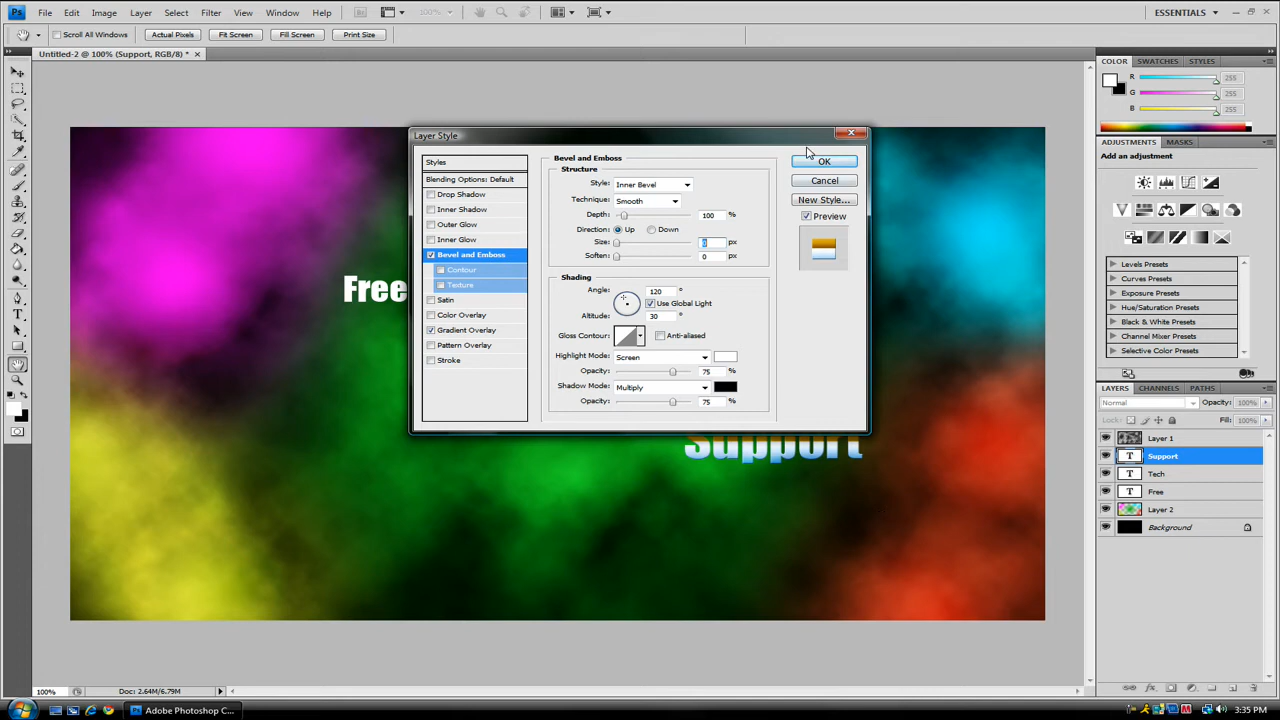 Ps File Edit Image Layer Select Filter View Window Help 100% ESSENTIALS
Scroll All Windows Actual Pixels Fit Screen Fill Screen Print Size
Untitled-2 @ 100% (Support, RGB/8) *
COLOR SWATCHES STYLES
R 255
G 255
B 255
ADJUSTMENTS MASKS
Add an adjustment
Levels Presets
Curves Presets
Exposure Presets
Hue/Saturation Presets
Black & White Presets
Channel Mixer Presets
Selective Color Presets
LAYERS CHANNELS PATHS
Normal Opacity: 100%
Lock: Fill: 100%
Layer 1
T Support
T Tech
T Free
Layer 2
Background
Layer Style
Styles
Blending Options: Default
Drop Shadow
Inner Shadow
Outer Glow
Inner Glow
Bevel and Emboss
Contour
Texture
Satin
Color Overlay
Gradient Overlay
Pattern Overlay
Stroke
Bevel and Emboss
Structure
Style: Inner Bevel
Technique: Smooth
Depth: 100 %
Direction: Up Down
Size: 0 px
Soften: 0 px
Shading
Angle: 120 °
Use Global Light
Altitude: 30 °
Gloss Contour: Anti-aliased
Highlight Mode: Screen
Opacity: 75 %
Shadow Mode: Multiply
Opacity: 75 %
OK
Cancel
New Style...
Preview
Free
Support
100% Doc: 2.64M/6.79M
Adobe Photoshop C... 3:35 PM